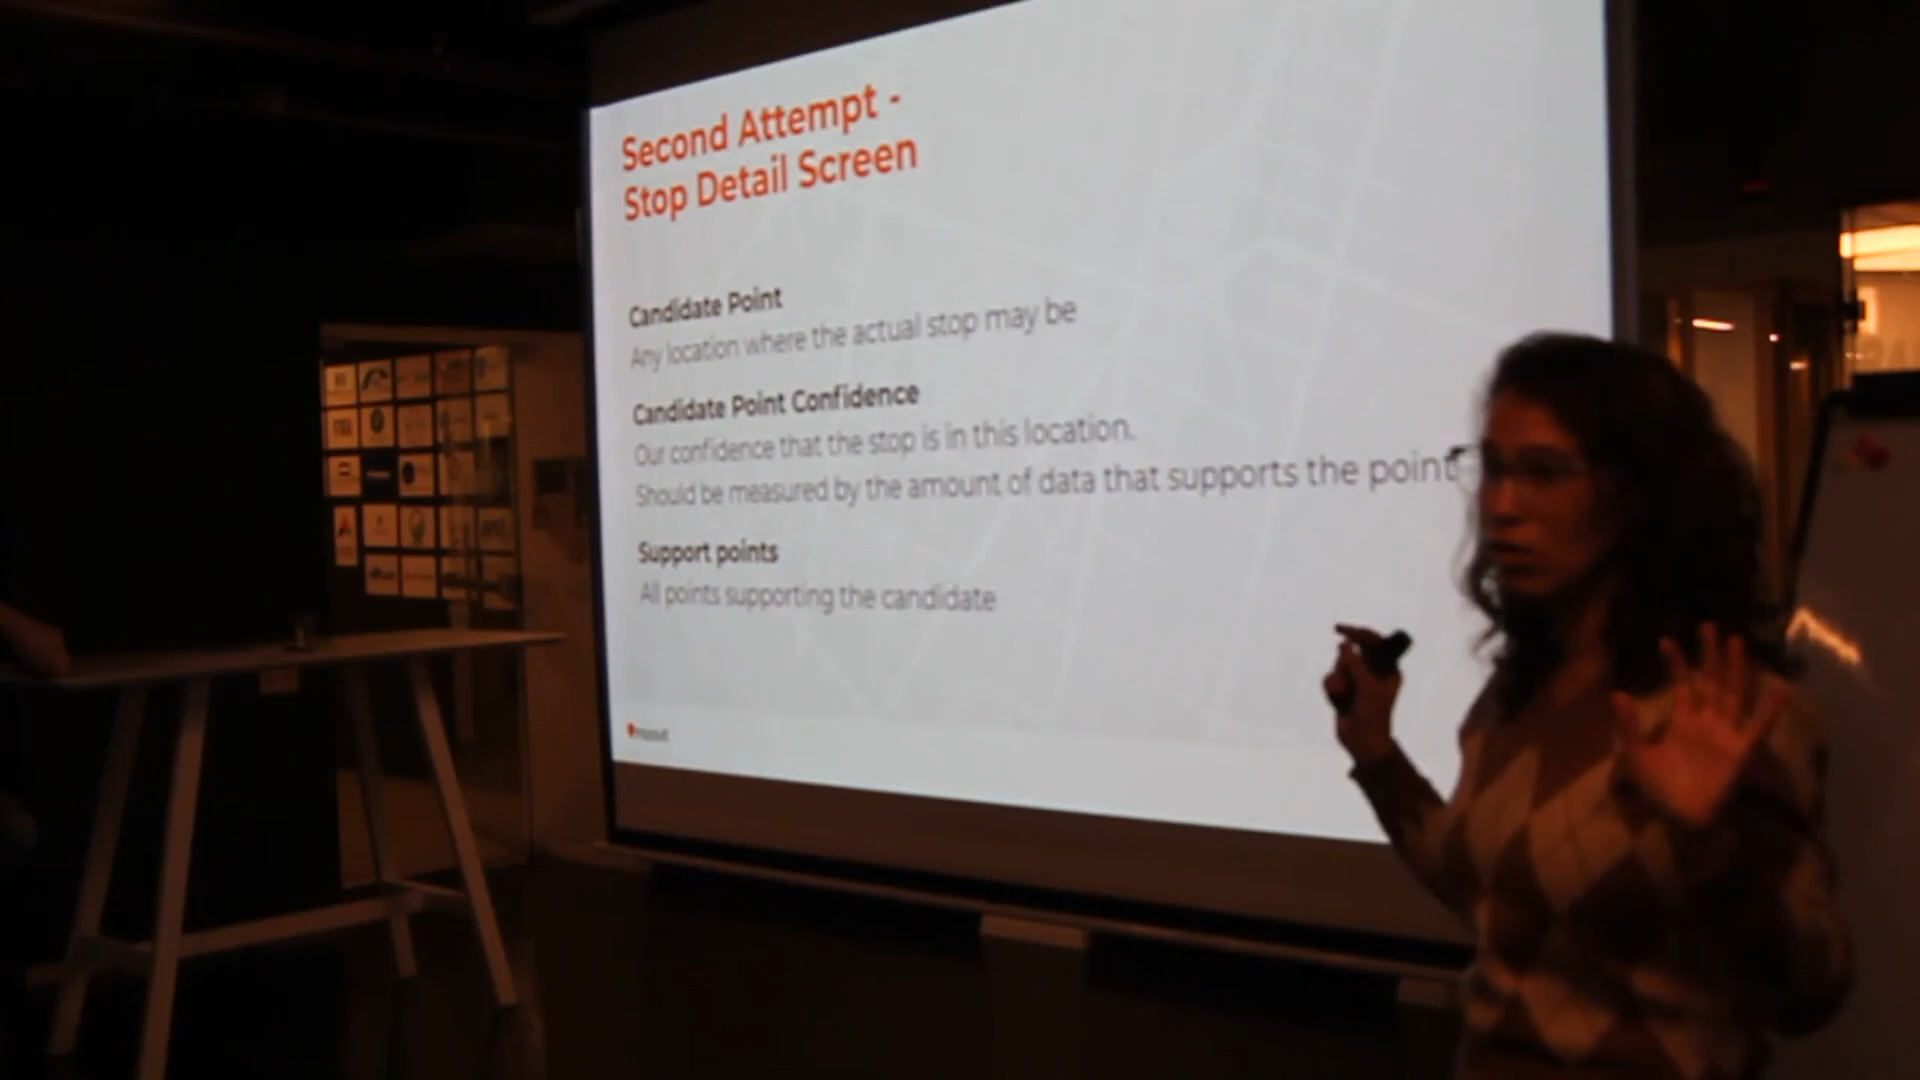 Second Attempt -
Stop Detail Screen
Candidate Point
Any location where the actual stop may be
Candidate Point Confidence
Our confidence that the stop is in this location.
Should be measured by the amount of data that supports the point
Support points
All points supporting the candidate
moovit